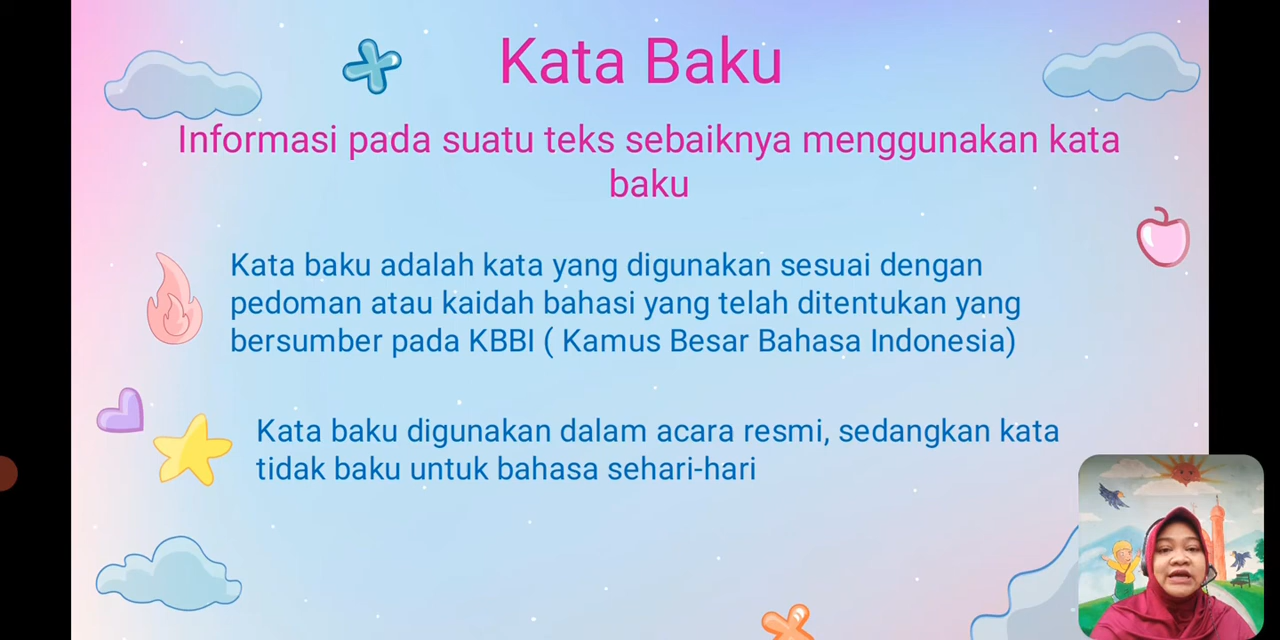 Kata Baku
Informasi pada suatu teks sebaiknya menggunakan kata
baku
Kata baku adalah kata yang digunakan sesuai dengan
pedoman atau kaidah bahasi yang telah ditentukan yang
bersumber pada KBBI ( Kamus Besar Bahasa Indonesia)
Kata baku digunakan dalam acara resmi, sedangkan kata
tidak baku untuk bahasa sehari-hari